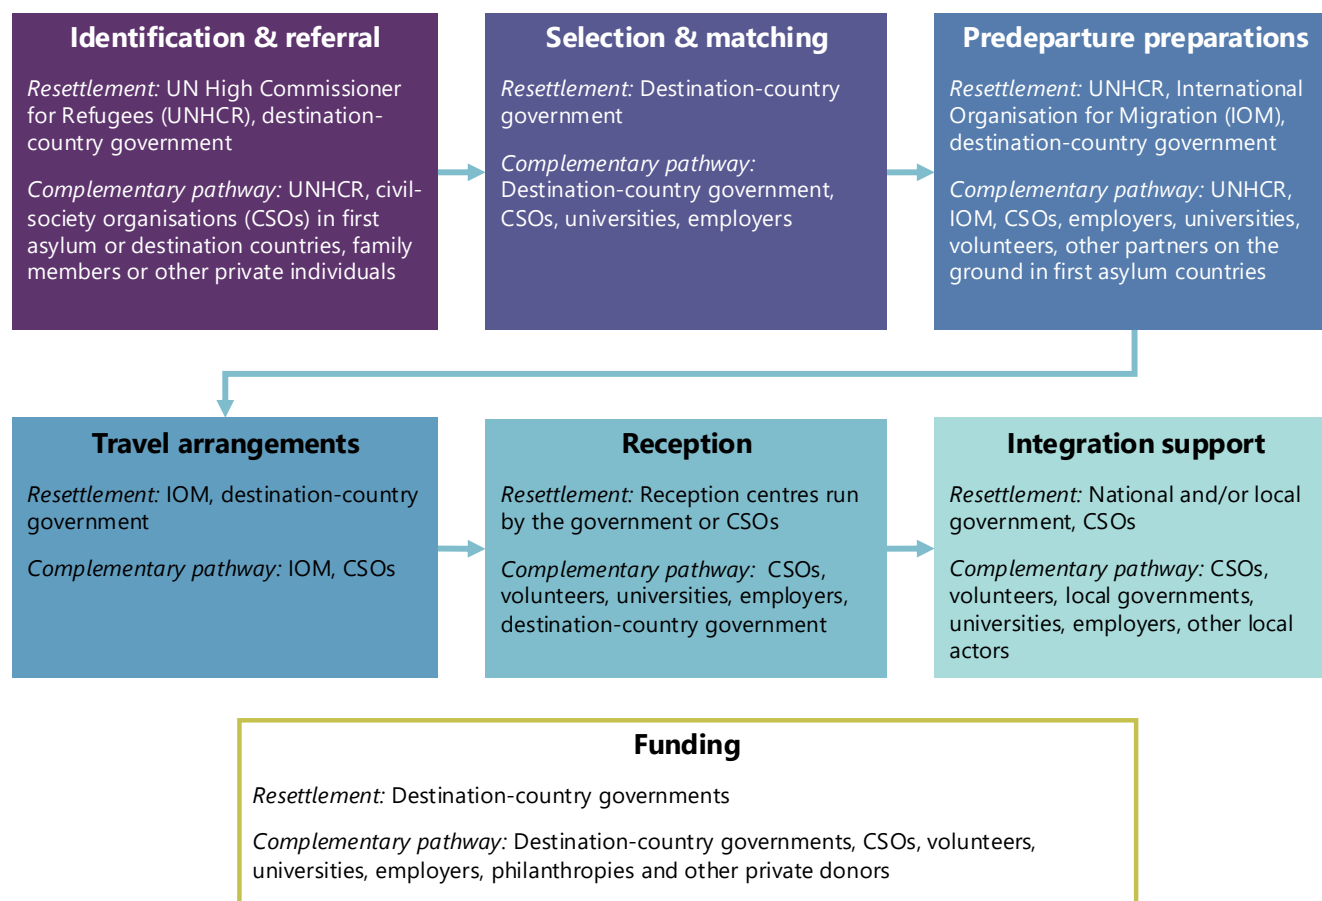 Identification & referral
Resettlement: UN High Commissioner
for Refugees (UNHCR), destination-
country government
Complementary pathway: UNHCR, civil-
society organisations (CSOs) in first
asylum or destination countries, family
members or other private individuals
Selection & matching
Resettlement: Destination-country
government
Complementary pathway:
Destination-country government,
CSOs, universities, employers
Predeparture preparations
Resettlement: UNHCR, International
Organisation for Migration (IOM),
destination-country government
Complementary pathway: UNHCR,
IOM, CSOs, employers, universities,
volunteers, other partners on the
ground in first asylum countries
Travel arrangements
Resettlement: IOM, destination-country
government
Complementary pathway: IOM, CSOs
Reception
Resettlement: Reception centres run
by the government or CSOs
Complementary pathway: CSOs,
volunteers, universities, employers,
destination-country government
Integration support
Resettlement: National and/or local
government, CSOs
Complementary pathway: CSOs,
volunteers, local governments,
universities, employers, other local
actors
Funding
Resettlement: Destination-country governments
Complementary pathway: Destination-country governments, CSOs, volunteers,
universities, employers, philanthropies and other private donors